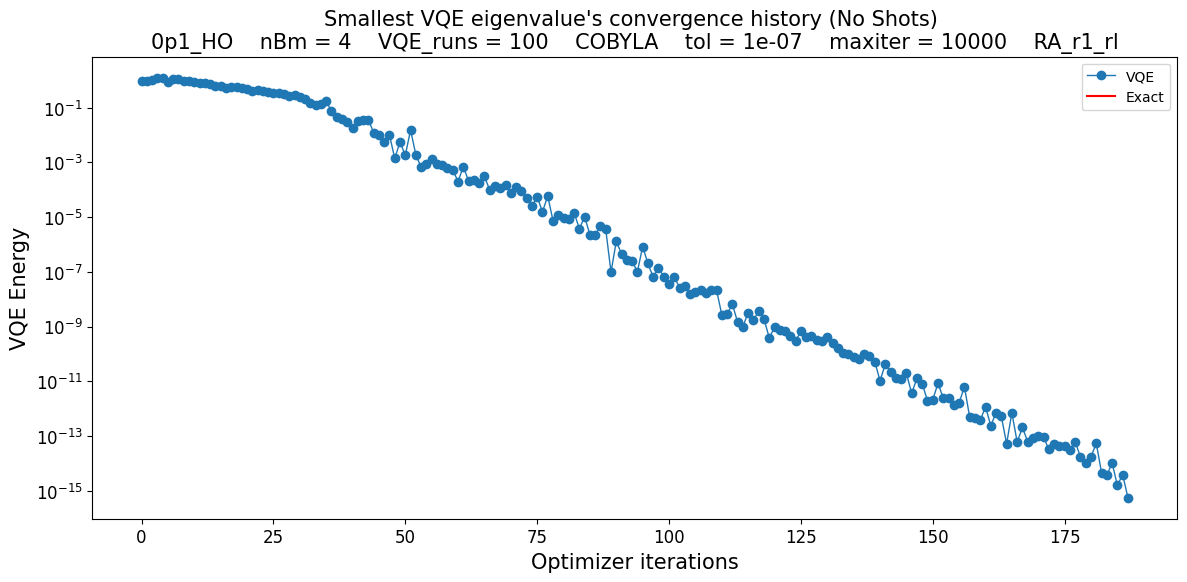 Smallest VQE eigenvalue's convergence history (No Shots)
0p1_HO    nBm = 4    VQE_runs = 100    COBYLA    tol = 1e-07    maxiter = 10000    RA_r1_rl
VQE
Exact
VQE Energy
10⁻¹
10⁻³
10⁻⁵
10⁻⁷
10⁻⁹
10⁻¹¹
10⁻¹³
10⁻¹⁵
0 25 50 75 100 125 150 175
Optimizer iterations